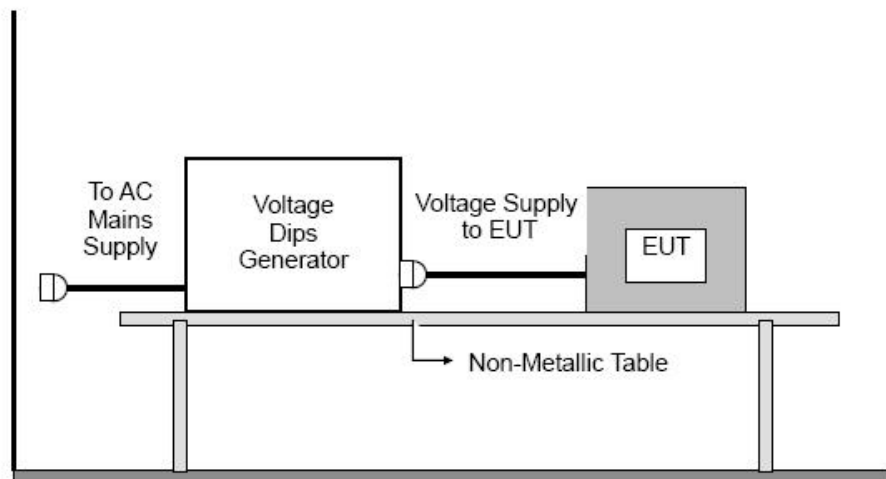 To AC
Mains
Supply
Voltage
Dips
Generator
Voltage Supply
to EUT
EUT
Non-Metallic Table